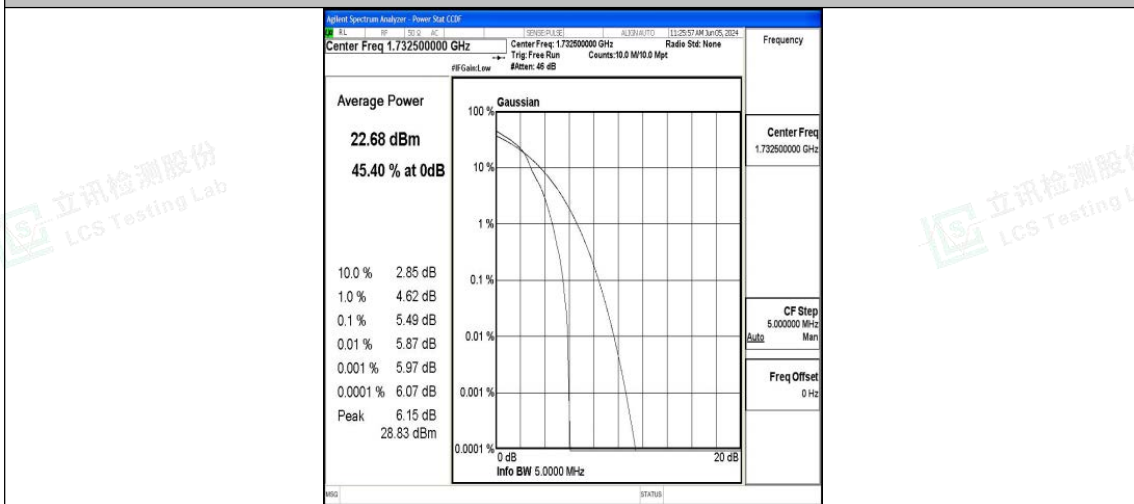 Agilent Spectrum Analyzer - Power Stat CCDF
RL RF 50 Ω AC SENSE:PULSE ALIGN AUTO 11:25:57 AM Jun 05, 2024
Center Freq 1.732500000 GHz
Center Freq: 1.732500000 GHz Radio Std: None
Trig: Free Run Counts:10.0 M/10.0 Mpt
#IFGain:Low #Atten: 46 dB
Frequency
Average Power
22.68 dBm
45.40 % at 0dB
10.0 % 2.85 dB
1.0 % 4.62 dB
0.1 % 5.49 dB
0.01 % 5.87 dB
0.001 % 5.97 dB
0.0001 % 6.07 dB
Peak 6.15 dB
28.83 dBm
Gaussian
100 %
10 %
1 %
0.1 %
0.01 %
0.001 %
0.0001 %
0 dB 20 dB
Info BW 5.0000 MHz
Center Freq
1.732500000 GHz
CF Step
5.000000 MHz
Auto Man
Freq Offset
0 Hz
MSG STATUS
立讯检测股份
LCS Testing Lab
立讯检测股份
LCS Testing L